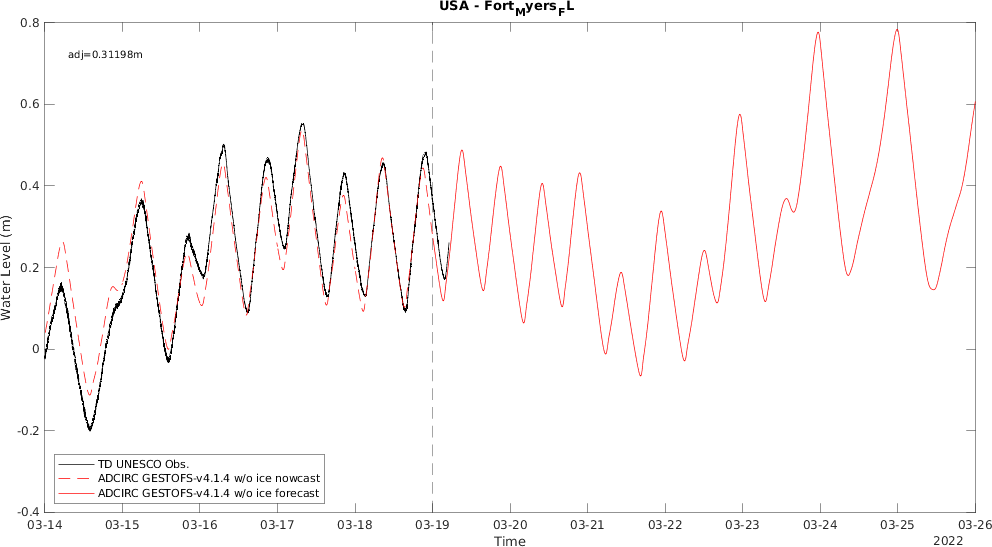 USA - FortMyersFL
adj=0.31198m
0.8
0.6
0.4
0.2
0
-0.2
-0.4
Water Level (m)
TD UNESCO Obs.
ADCIRC GESTOFS-v4.1.4 w/o ice nowcast
ADCIRC GESTOFS-v4.1.4 w/o ice forecast
03-14 03-15 03-16 03-17 03-18 03-19 03-20 03-21 03-22 03-23 03-24 03-25 03-26
Time
2022